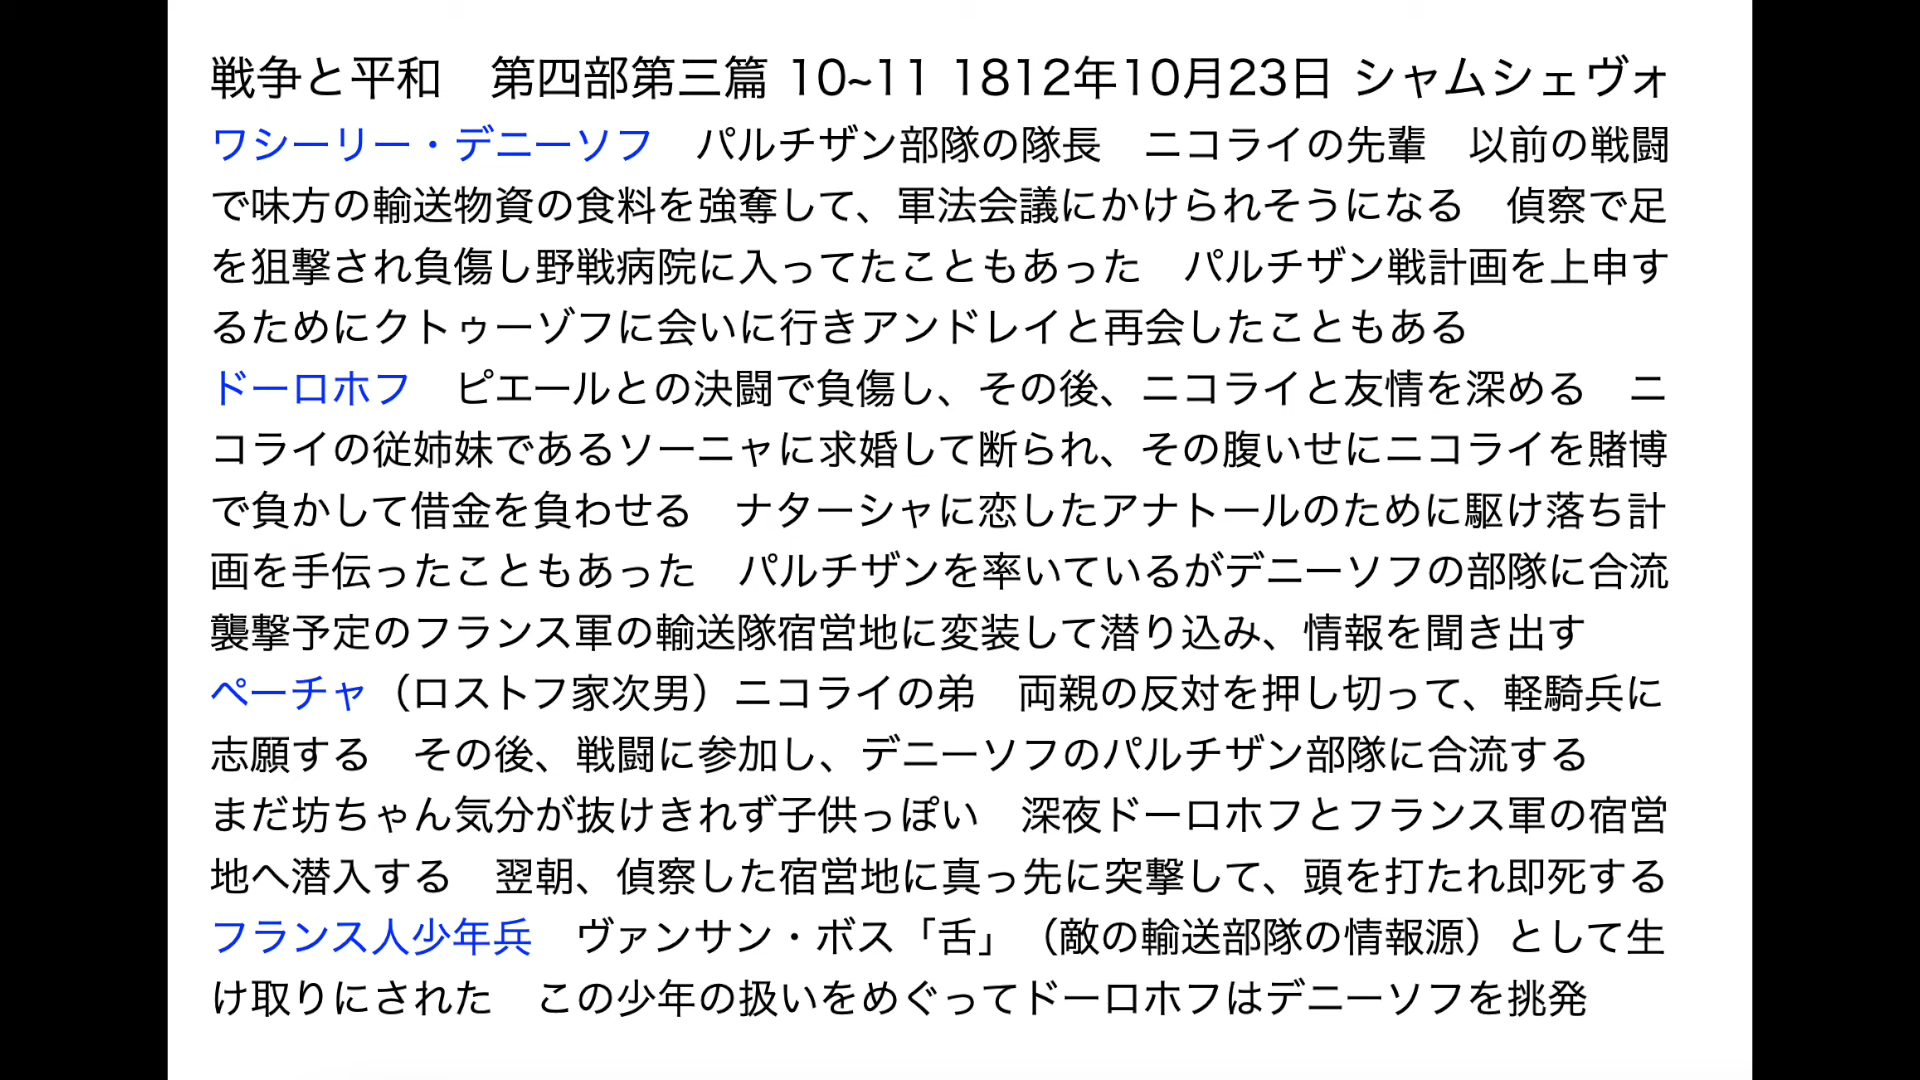 戦争と平和　第四部第三篇 10~11 1812年10月23日 シャムシェヴォ
ワシーリー・デニーソフ　パルチザン部隊の隊長　ニコライの先輩　以前の戦闘
で味方の輸送物資の食料を強奪して、軍法会議にかけられそうになる　偵察で足
を狙撃され負傷し野戦病院に入ってたこともあった　パルチザン戦計画を上申す
るためにクトゥーゾフに会いに行きアンドレイと再会したこともある
ドーロホフ　ピエールとの決闘で負傷し、その後、ニコライと友情を深める　ニ
コライの従姉妹であるソーニャに求婚して断られ、その腹いせにニコライを賭博
で負かして借金を負わせる　ナターシャに恋したアナトールのために駆け落ち計
画を手伝ったこともあった　パルチザンを率いているがデニーソフの部隊に合流
襲撃予定のフランス軍の輸送隊宿営地に変装して潜り込み、情報を聞き出す
ペーチャ（ロストフ家次男）ニコライの弟　両親の反対を押し切って、軽騎兵に
志願する　その後、戦闘に参加し、デニーソフのパルチザン部隊に合流する
まだ坊ちゃん気分が抜けきれず子供っぽい　深夜ドーロホフとフランス軍の宿営
地へ潜入する　翌朝、偵察した宿営地に真っ先に突撃して、頭を打たれ即死する
フランス人少年兵　ヴァンサン・ボス「舌」（敵の輸送部隊の情報源）として生
け取りにされた　この少年の扱いをめぐってドーロホフはデニーソフを挑発